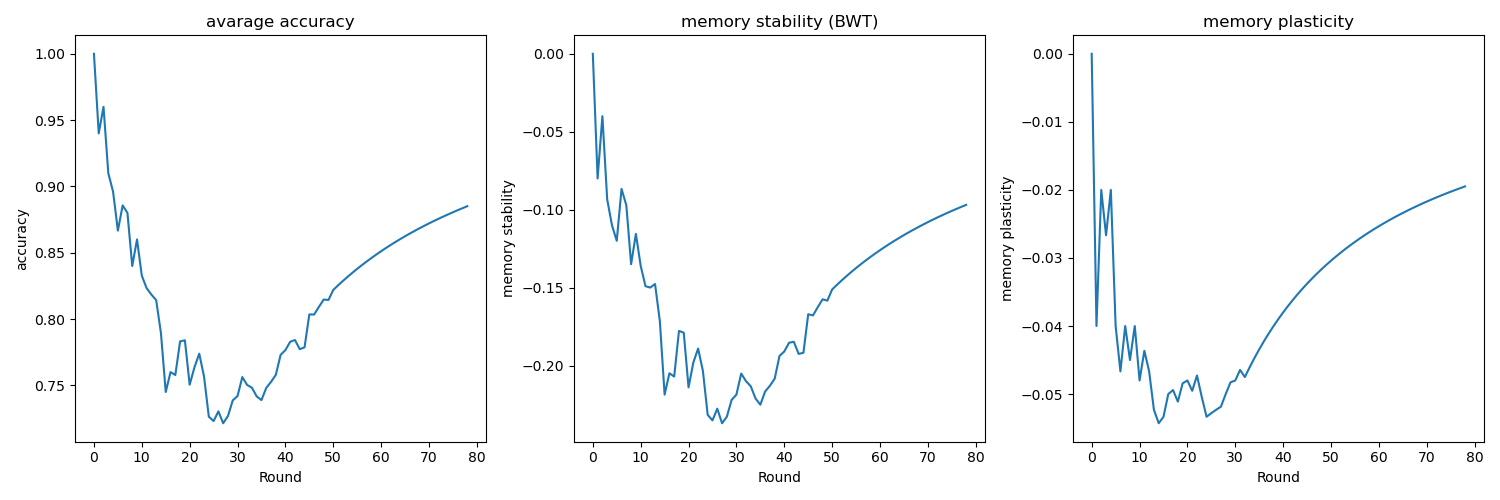 avarage accuracy
accuracy
1.00
0.95
0.90
0.85
0.80
0.75
0 10 20 30 40 50 60 70 80
Round
memory stability (BWT)
memory stability
0.00
−0.05
−0.10
−0.15
−0.20
0 10 20 30 40 50 60 70 80
Round
memory plasticity
memory plasticity
0.00
−0.01
−0.02
−0.03
−0.04
−0.05
0 10 20 30 40 50 60 70 80
Round